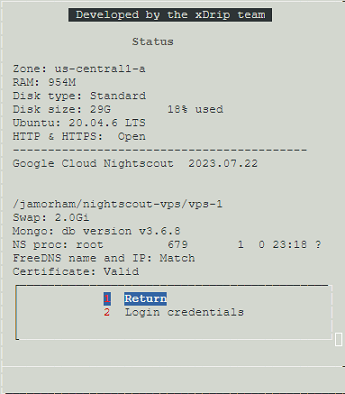 Developed by the xDrip team
Status
Zone: us-central1-a
RAM: 954M
Disk type: Standard
Disk size: 29G 18% used
Ubuntu: 20.04.6 LTS
HTTP & HTTPS: Open
-------------------------------------------
Google Cloud Nightscout 2023.07.22
/jamorham/nightscout-vps/vps-1
Swap: 2.0Gi
Mongo: db version v3.6.8
NS proc: root 679 1 0 23:18 ?
FreeDNS name and IP: Match
Certificate: Valid
1 Return
2 Login credentials